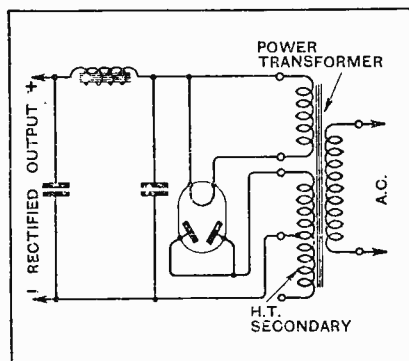 POWER
TRANSFORMER
+
RECTIFIED OUTPUT
–
A.C.
H.T.
SECONDARY